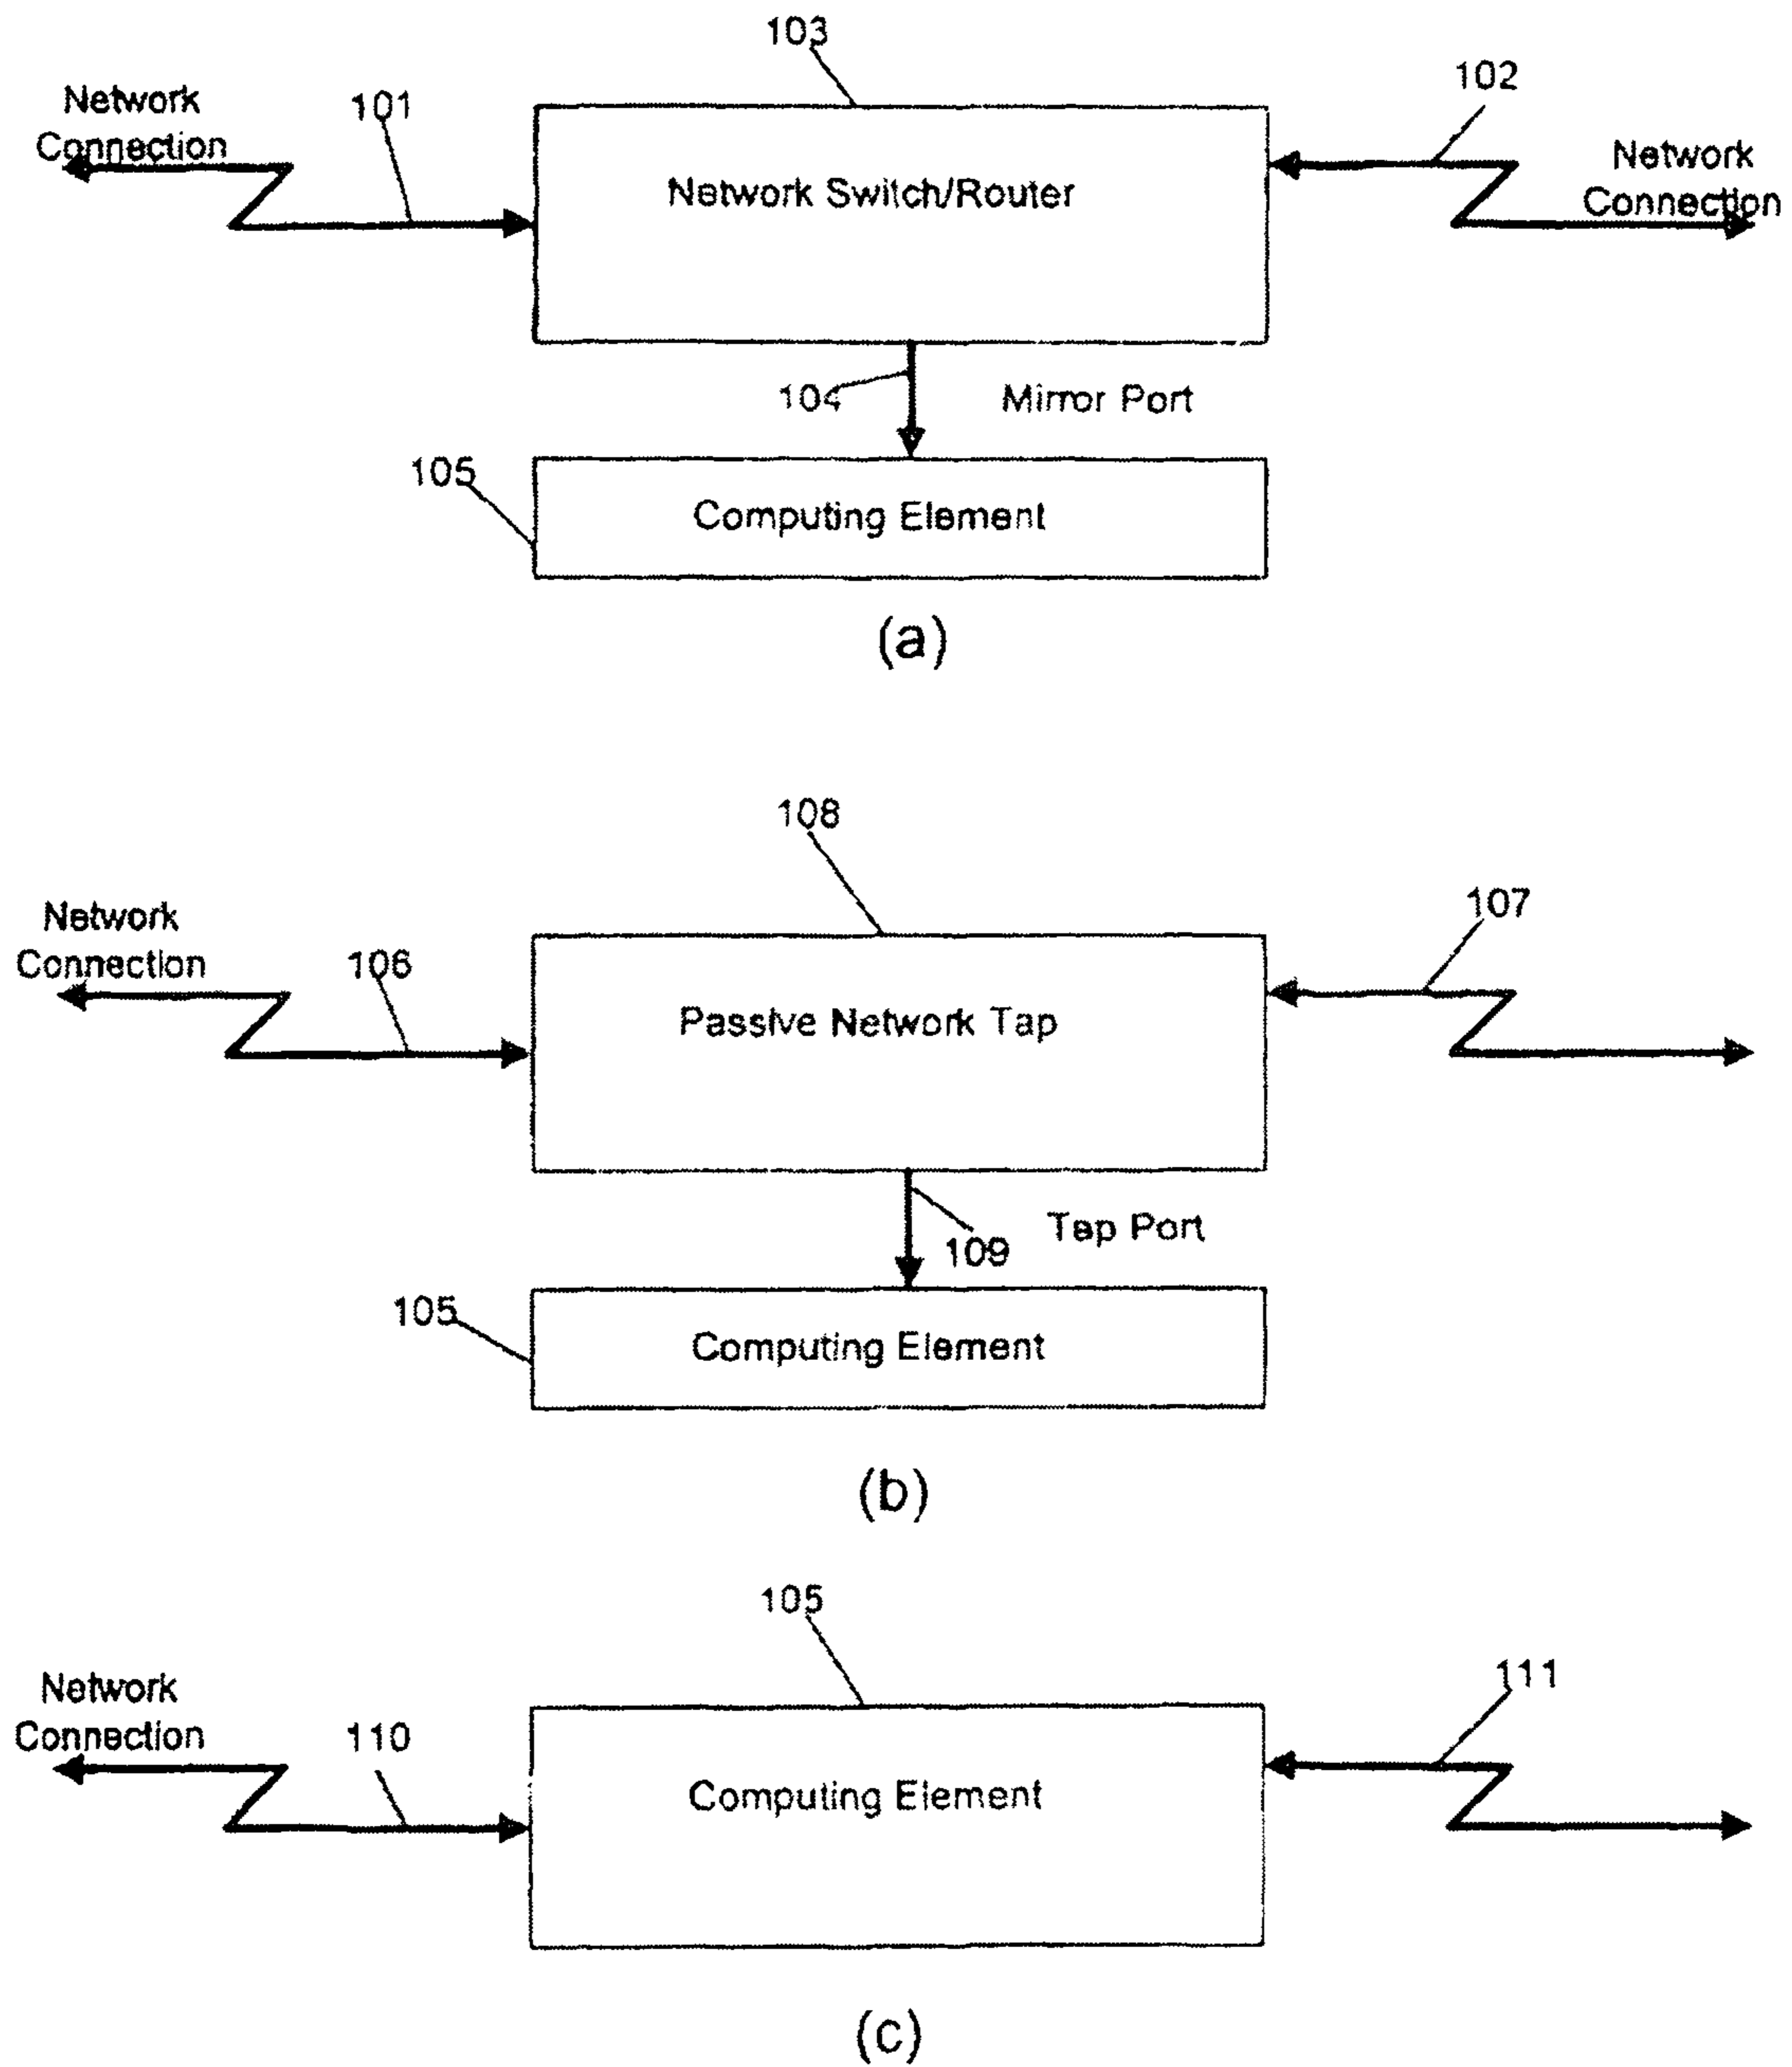 103
Network
Connection
101
102
Network
Connection
Network Switch/Router
104
Mirror Port
105
Computing Element
(a)
108
Network
Connection
106
107
Passive Network Tap
109
Tap Port
105
Computing Element
(b)
105
Network
Connection
110
111
Computing Element
(c)